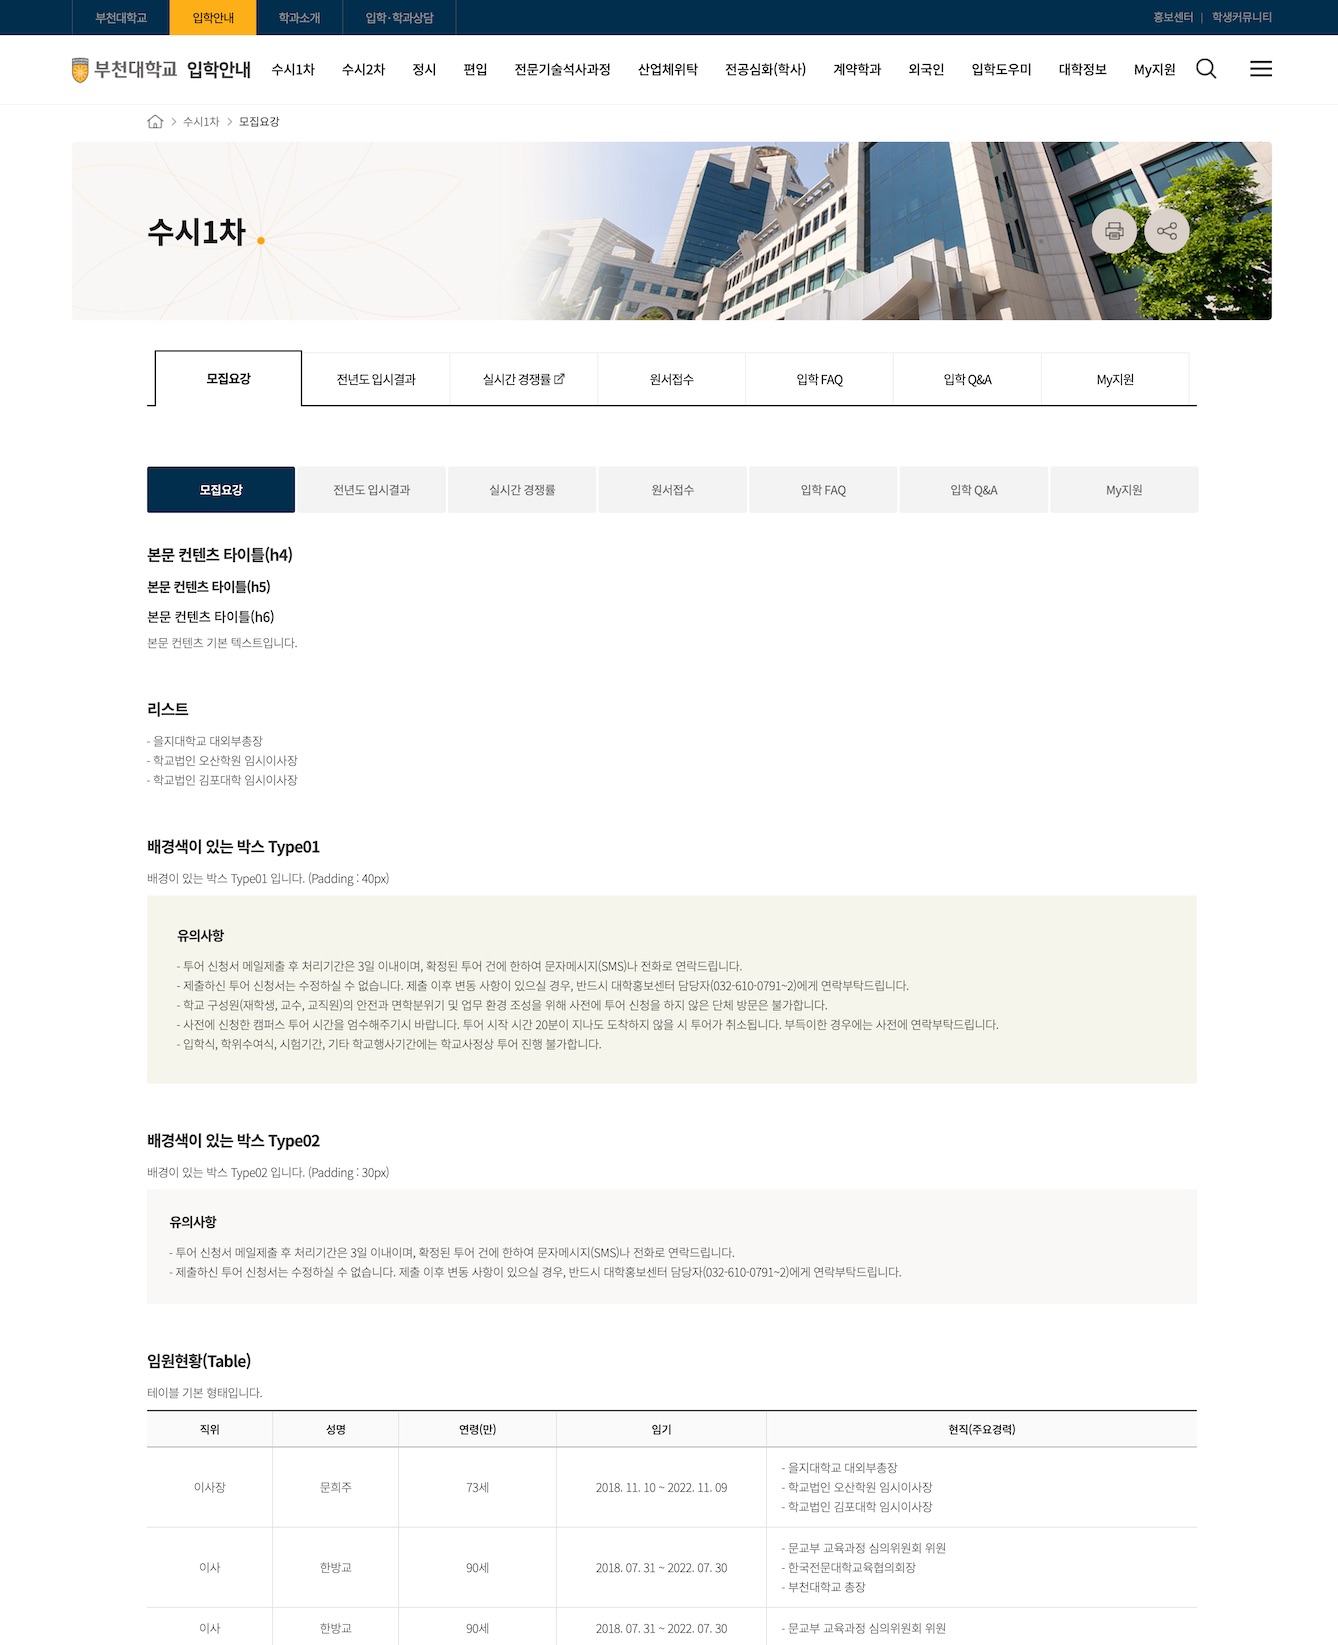 부천대학교 입학안내 학과소개 입학·학과상담 홍보센터 | 학생커뮤니티
부천대학교 입학안내 수시1차 수시2차 정시 편입 전문기술석사과정 산업체위탁 전공심화(학사) 계약학과 외국인 입학도우미 대학정보 My지원
수시1차 모집요강
수시1차
모집요강 전년도 입시결과 실시간 경쟁률 원서접수 입학 FAQ 입학 Q&A My지원
모집요강 전년도 입시결과 실시간 경쟁률 원서접수 입학 FAQ 입학 Q&A My지원
본문 컨텐츠 타이틀(h4)
본문 컨텐츠 타이틀(h5)
본문 컨텐츠 타이틀(h6)
본문 컨텐츠 기본 텍스트입니다.
리스트
- 을지대학교 대외부총장
- 학교법인 오산학원 임시이사장
- 학교법인 김포대학 임시이사장
배경색이 있는 박스 Type01
배경이 있는 박스 Type01 입니다. (Padding : 40px)
유의사항
- 투어 신청서 메일제출 후 처리기간은 3일 이내이며, 확정된 투어 건에 한하여 문자메시지(SMS)나 전화로 연락드립니다.
- 제출하신 투어 신청서는 수정하실 수 없습니다. 제출 이후 변동 사항이 있으실 경우, 반드시 대학홍보센터 담당자(032-610-0791~2)에게 연락부탁드립니다.
- 학교 구성원(재학생, 교수, 교직원)의 안전과 면학분위기 및 업무 환경 조성을 위해 사전에 투어 신청을 하지 않은 단체 방문은 불가합니다.
- 사전에 신청한 캠퍼스 투어 시간을 엄수해주기시 바랍니다. 투어 시작 시간 20분이 지나도 도착하지 않을 시 투어가 취소됩니다. 부득이한 경우에는 사전에 연락부탁드립니다.
- 입학식, 학위수여식, 시험기간, 기타 학교행사기간에는 학교사정상 투어 진행 불가합니다.
배경색이 있는 박스 Type02
배경이 있는 박스 Type02 입니다. (Padding : 30px)
유의사항
- 투어 신청서 메일제출 후 처리기간은 3일 이내이며, 확정된 투어 건에 한하여 문자메시지(SMS)나 전화로 연락드립니다.
- 제출하신 투어 신청서는 수정하실 수 없습니다. 제출 이후 변동 사항이 있으실 경우, 반드시 대학홍보센터 담당자(032-610-0791~2)에게 연락부탁드립니다.
임원현황(Table)
테이블 기본 형태입니다.
직위 성명 연령(만) 임기 현직(주요경력)
이사장 문희주 73세 2018. 11. 10 ~ 2022. 11. 09
- 을지대학교 대외부총장
- 학교법인 오산학원 임시이사장
- 학교법인 김포대학 임시이사장
이사 한방교 90세 2018. 07. 31 ~ 2022. 07. 30
- 문교부 교육과정 심의위원회 위원
- 한국전문대학교육협의회장
- 부천대학교 총장
이사 한방교 90세 2018. 07. 31 ~ 2022. 07. 30 - 문교부 교육과정 심의위원회 위원